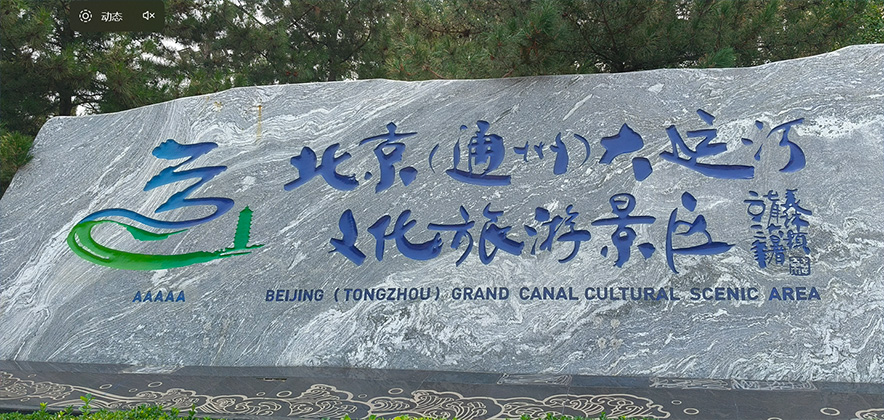 动态
北京(通州)大运河
文化旅游景区
AAAAA
BEIJING (TONGZHOU) GRAND CANAL CULTURAL SCENIC AREA